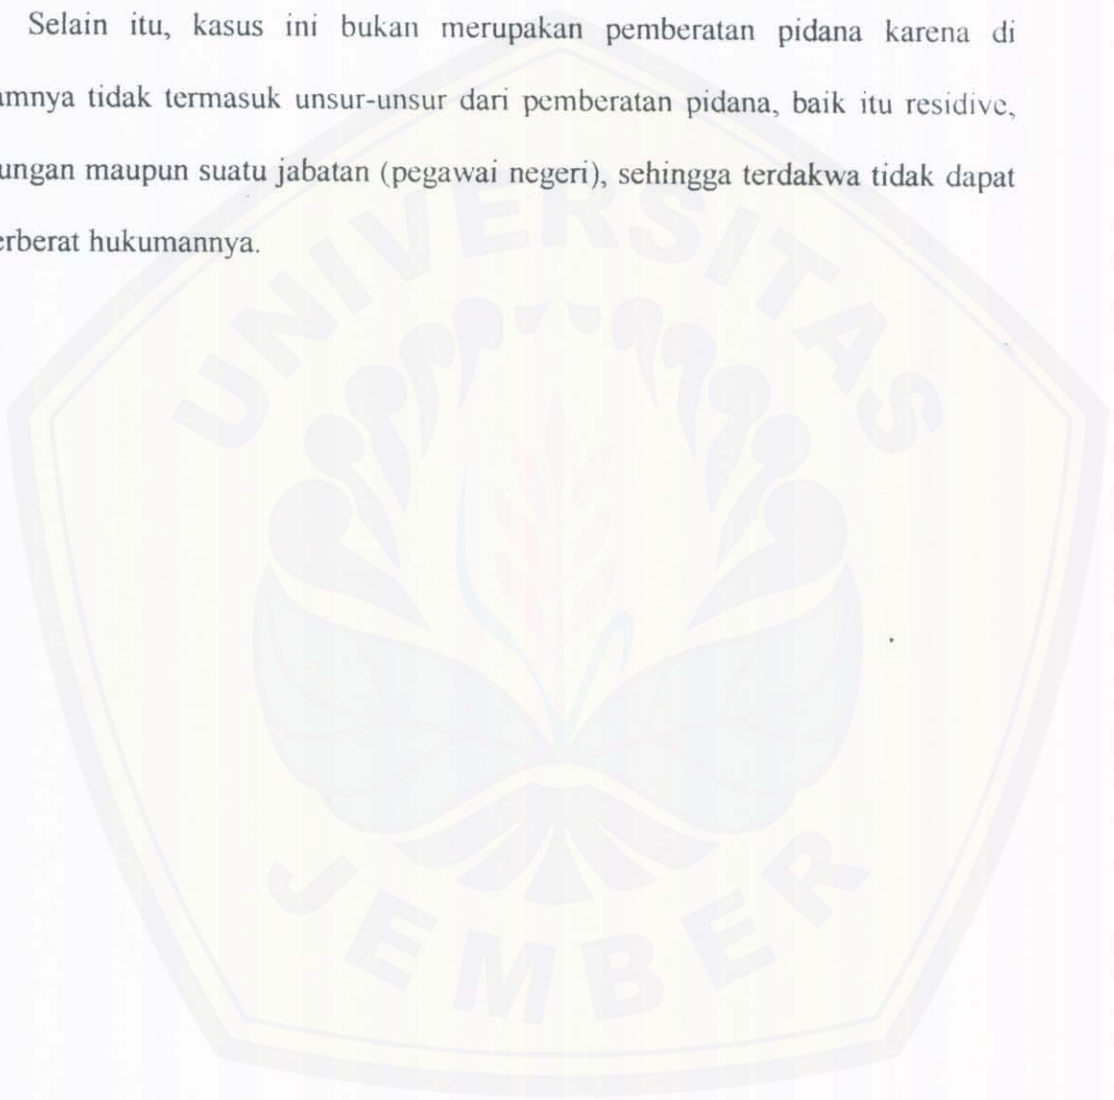 Selain itu, kasus ini bukan merupakan pemberatan pidana karena di
amnya tidak termasuk unsur-unsur dari pemberatan pidana, baik itu residive,
ungan maupun suatu jabatan (pegawai negeri), sehingga terdakwa tidak dapat
erberat hukumannya.
UNIVERSITAS
JEMBER